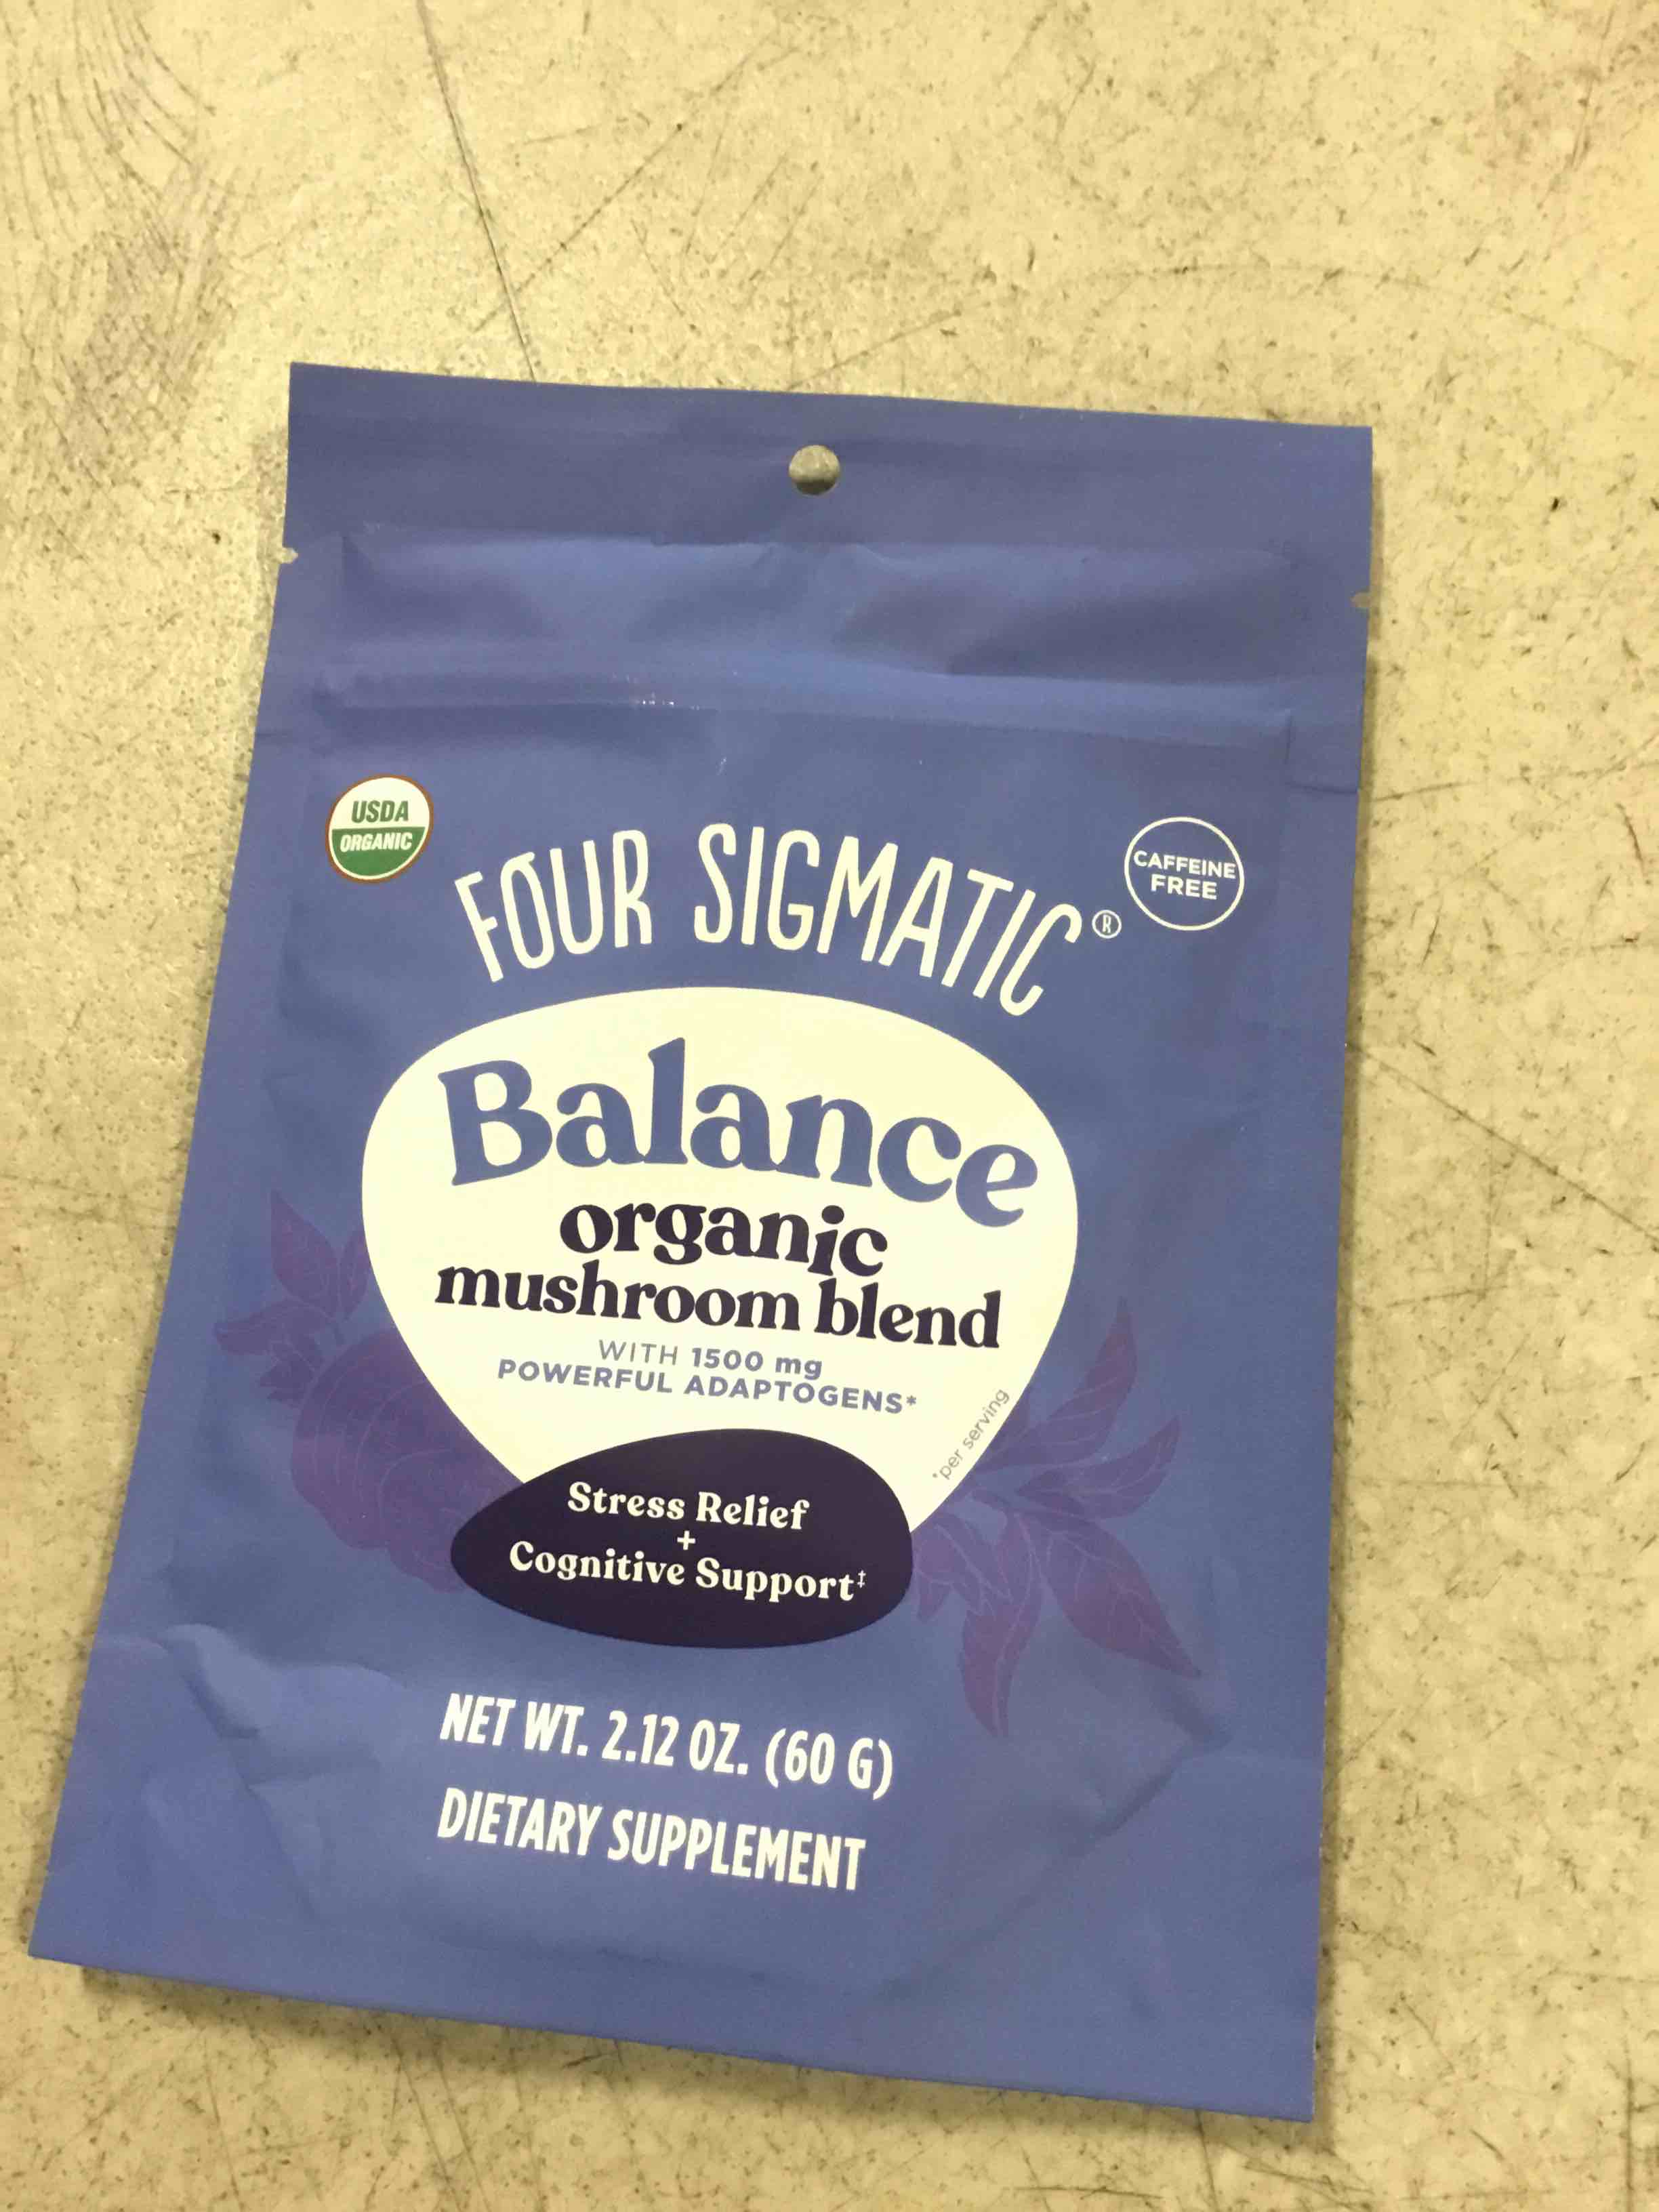 USDA
ORGANIC
FOUR SIGMATIC®
CAFFEINE
FREE
Balance
organic
mushroom blend
WITH 1500 mg
POWERFUL ADAPTOGENS*
*per serving
Stress Relief
+
Cognitive Support‡
NET WT. 2.12 OZ. (60 G)
DIETARY SUPPLEMENT